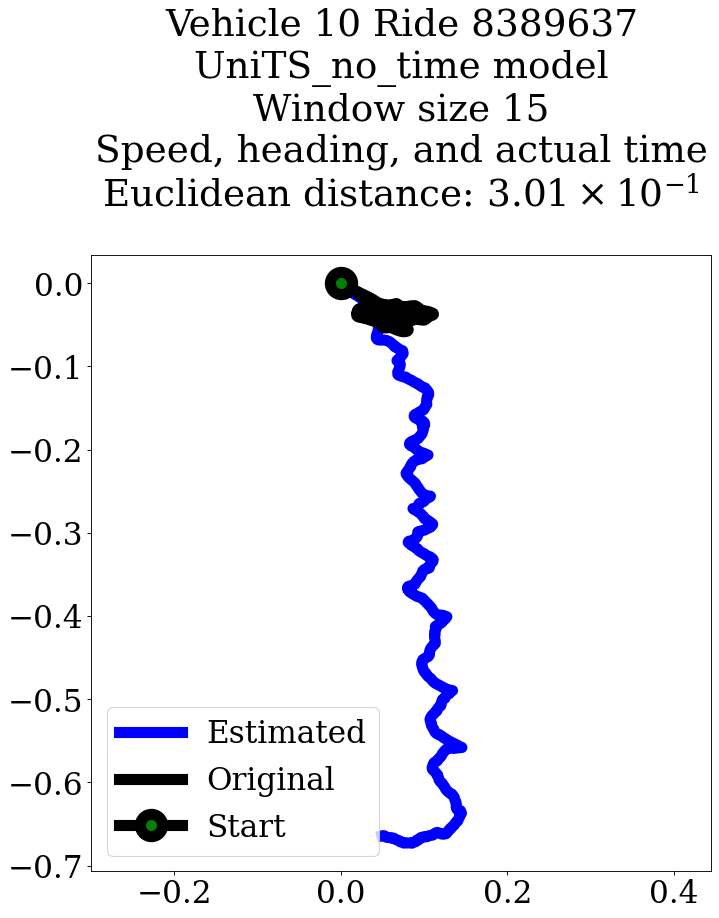 Vehicle 10 Ride 8389637
UniTS_no_time model
Window size 15
Speed, heading, and actual time
Euclidean distance: $3.01 \times 10^{-1}$
0.0
−0.1
−0.2
−0.3
−0.4
−0.5
−0.6
−0.7
Estimated
Original
Start
−0.2
0.0
0.2
0.4